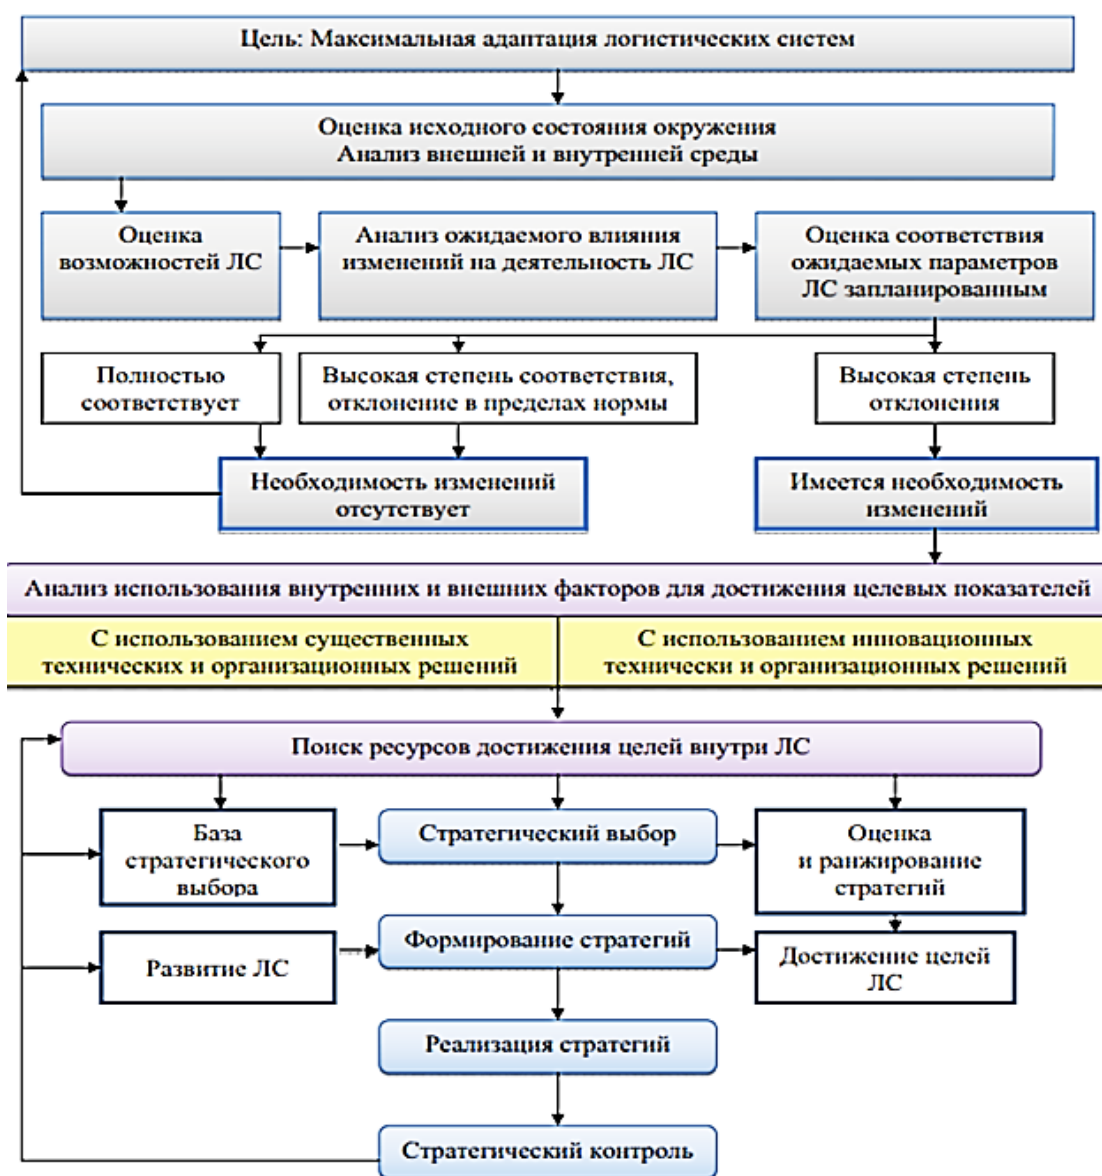 Цель: Максимальная адаптация логистических систем
Оценка исходного состояния окружения
Анализ внешней и внутренней среды
Оценка
возможностей ЛС
Анализ ожидаемого влияния
изменений на деятельность ЛС
Оценка соответствия
ожидаемых параметров
ЛС запланированным
Полностью
соответствует
Высокая степень соответствия,
отклонение в пределах нормы
Высокая степень
отклонения
Необходимость изменений
отсутствует
Имеется необходимость
изменений
Анализ использования внутренних и внешних факторов для достижения целевых показателей
С использованием существенных
технических и организационных решений
С использованием инновационных
технически и организационных решений
Поиск ресурсов достижения целей внутри ЛС
База
стратегического
выбора
Стратегический выбор
Оценка
и ранжирование
стратегий
Развитие ЛС
Формирование стратегий
Достижение целей
ЛС
Реализация стратегий
Стратегический контроль